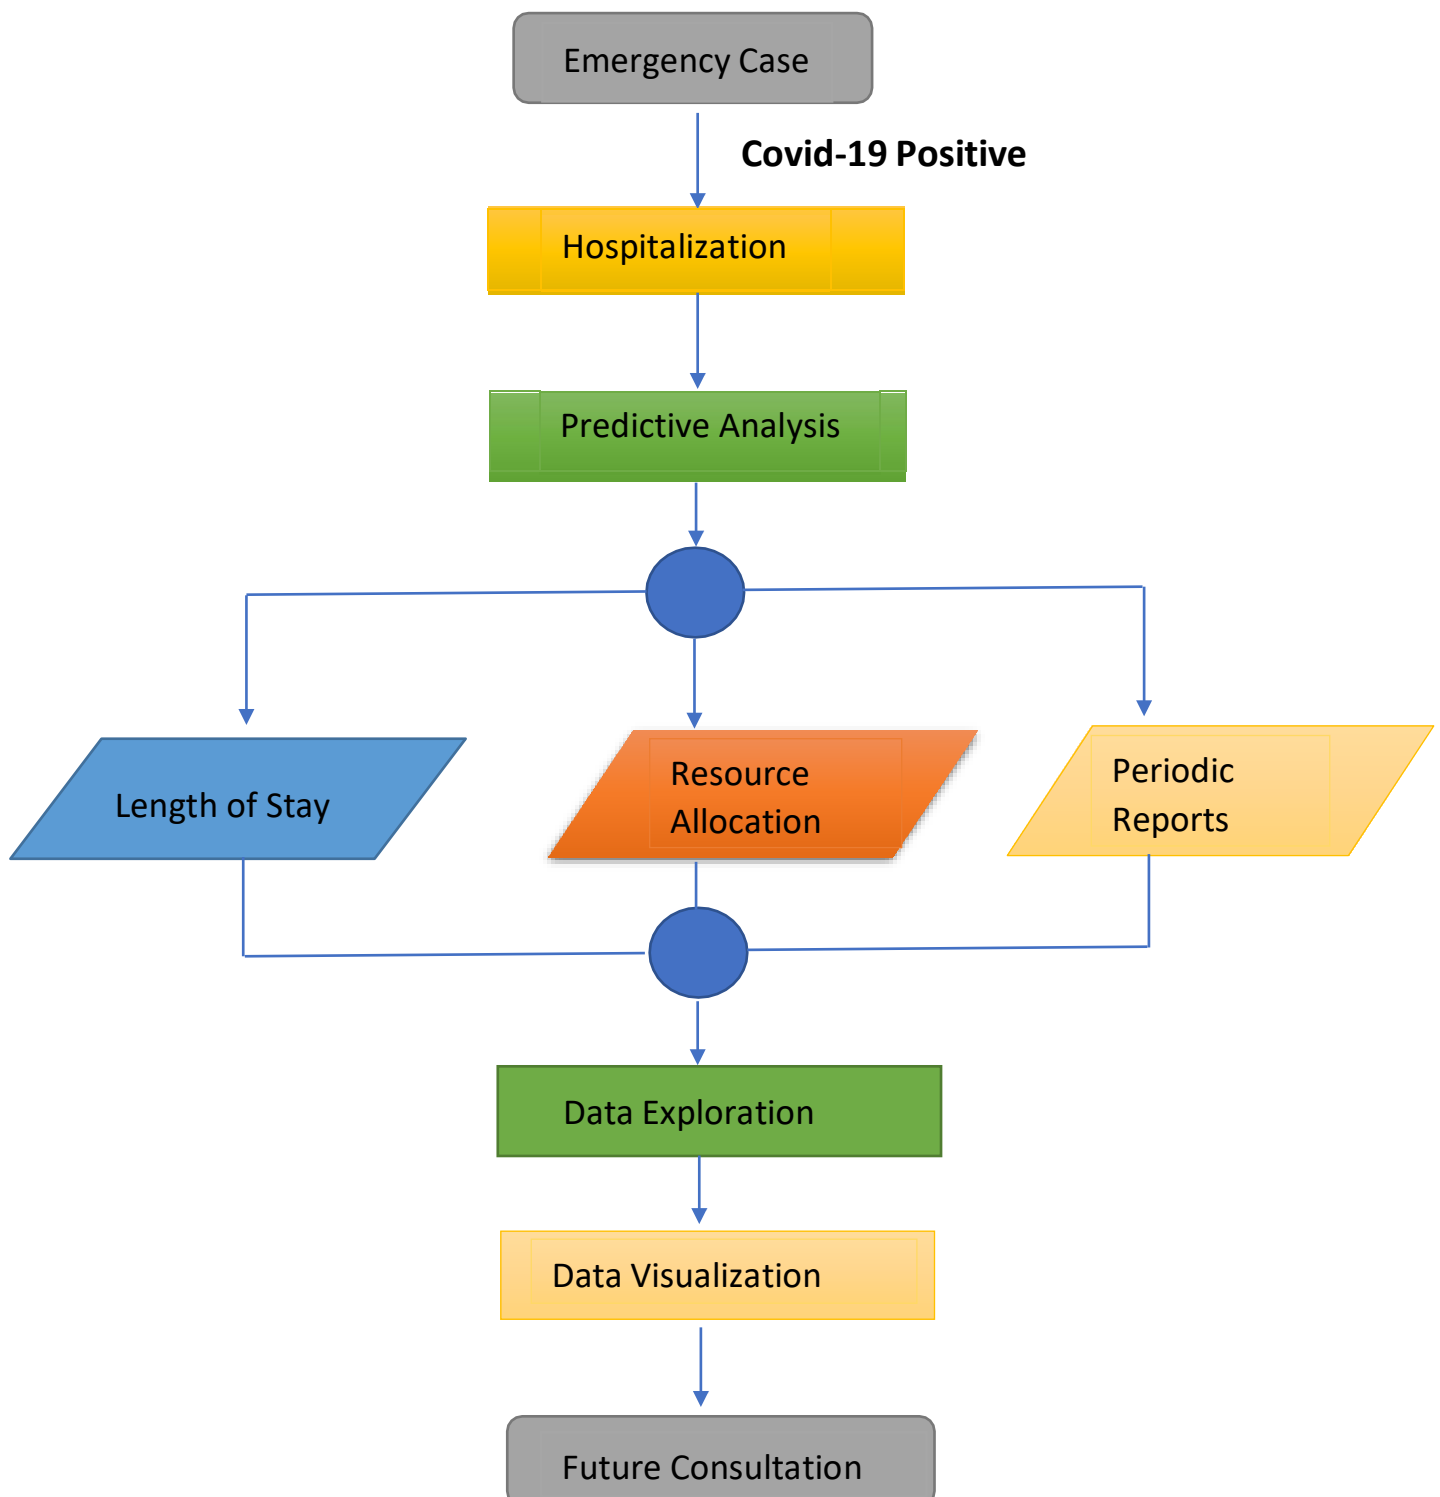 Emergency Case
Covid-19 Positive
Hospitalization
Predictive Analysis
Length of Stay
Resource
Allocation
Periodic
Reports
Data Exploration
Data Visualization
Future Consultation